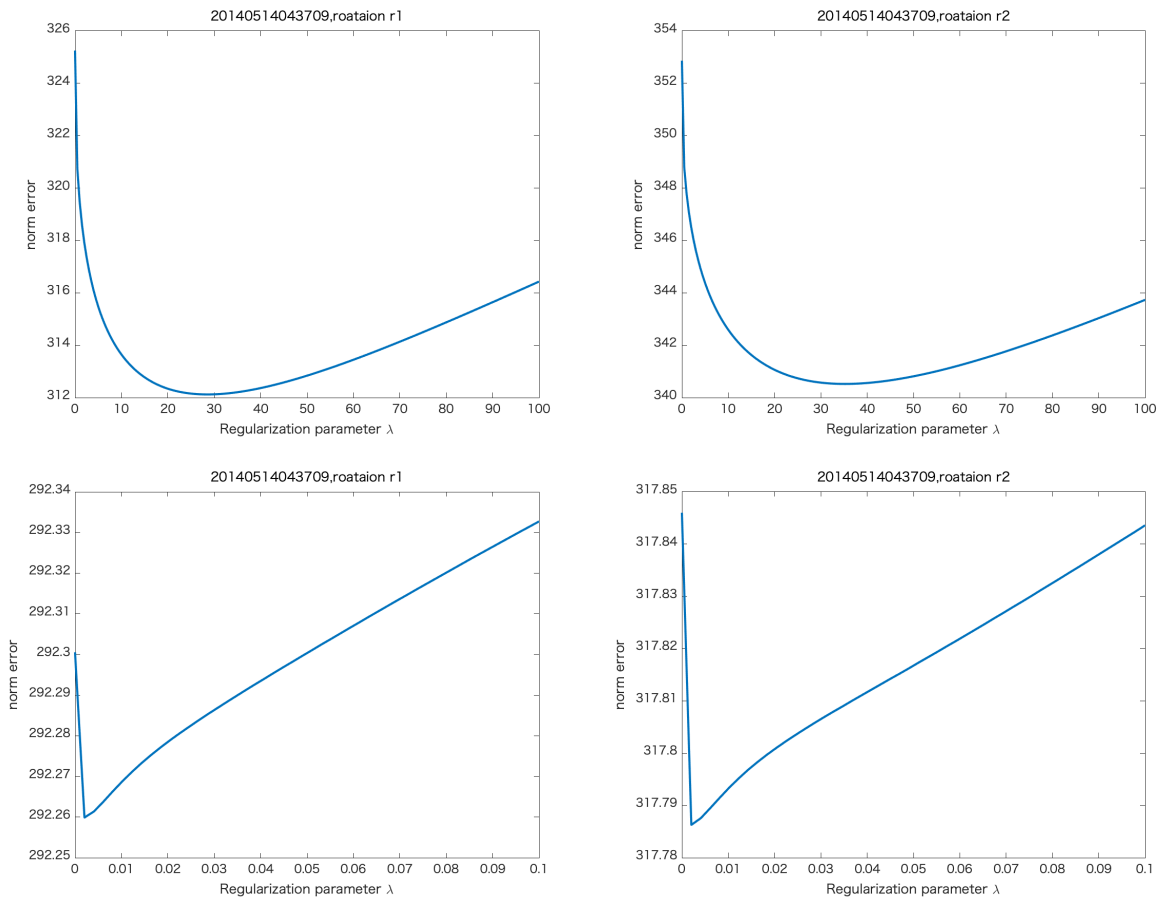 20140514043709,roataion r1
norm error
326
324
322
320
318
316
314
312
0 10 20 30 40 50 60 70 80 90 100
Regularization parameter λ
20140514043709,roataion r2
norm error
354
352
350
348
346
344
342
340
0 10 20 30 40 50 60 70 80 90 100
Regularization parameter λ
20140514043709,roataion r1
norm error
292.34
292.33
292.32
292.31
292.3
292.29
292.28
292.27
292.26
292.25
0 0.01 0.02 0.03 0.04 0.05 0.06 0.07 0.08 0.09 0.1
Regularization parameter λ
20140514043709,roataion r2
norm error
317.85
317.84
317.83
317.82
317.81
317.8
317.79
317.78
0 0.01 0.02 0.03 0.04 0.05 0.06 0.07 0.08 0.09 0.1
Regularization parameter λ